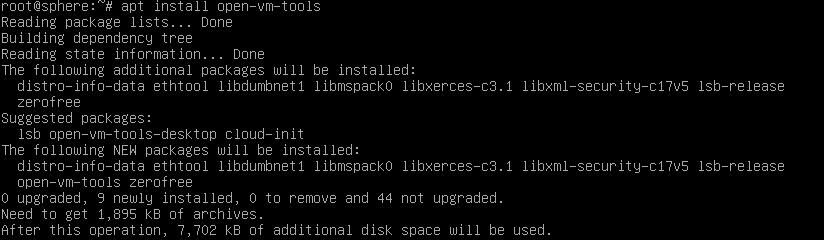 root@sphere:~# apt install open-vm-tools
Reading package lists... Done
Building dependency tree
Reading state information... Done
The following additional packages will be installed:
  distro-info-data ethtool libdumbnet1 libmspack0 libxerces-c3.1 libxml-security-c17v5 lsb-release
  zerofree
Suggested packages:
  lsb open-vm-tools-desktop cloud-init
The following NEW packages will be installed:
  distro-info-data ethtool libdumbnet1 libmspack0 libxerces-c3.1 libxml-security-c17v5 lsb-release
  open-vm-tools zerofree
0 upgraded, 9 newly installed, 0 to remove and 44 not upgraded.
Need to get 1,895 kB of archives.
After this operation, 7,702 kB of additional disk space will be used.